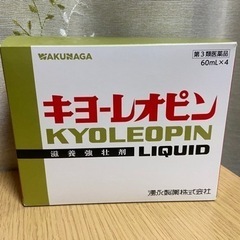 WAKUNAGA
第3類医薬品
60mL×4
キヨーレオピン
KYOLEOPIN
滋養強壮剤 LIQUID
湧永製薬株式会社